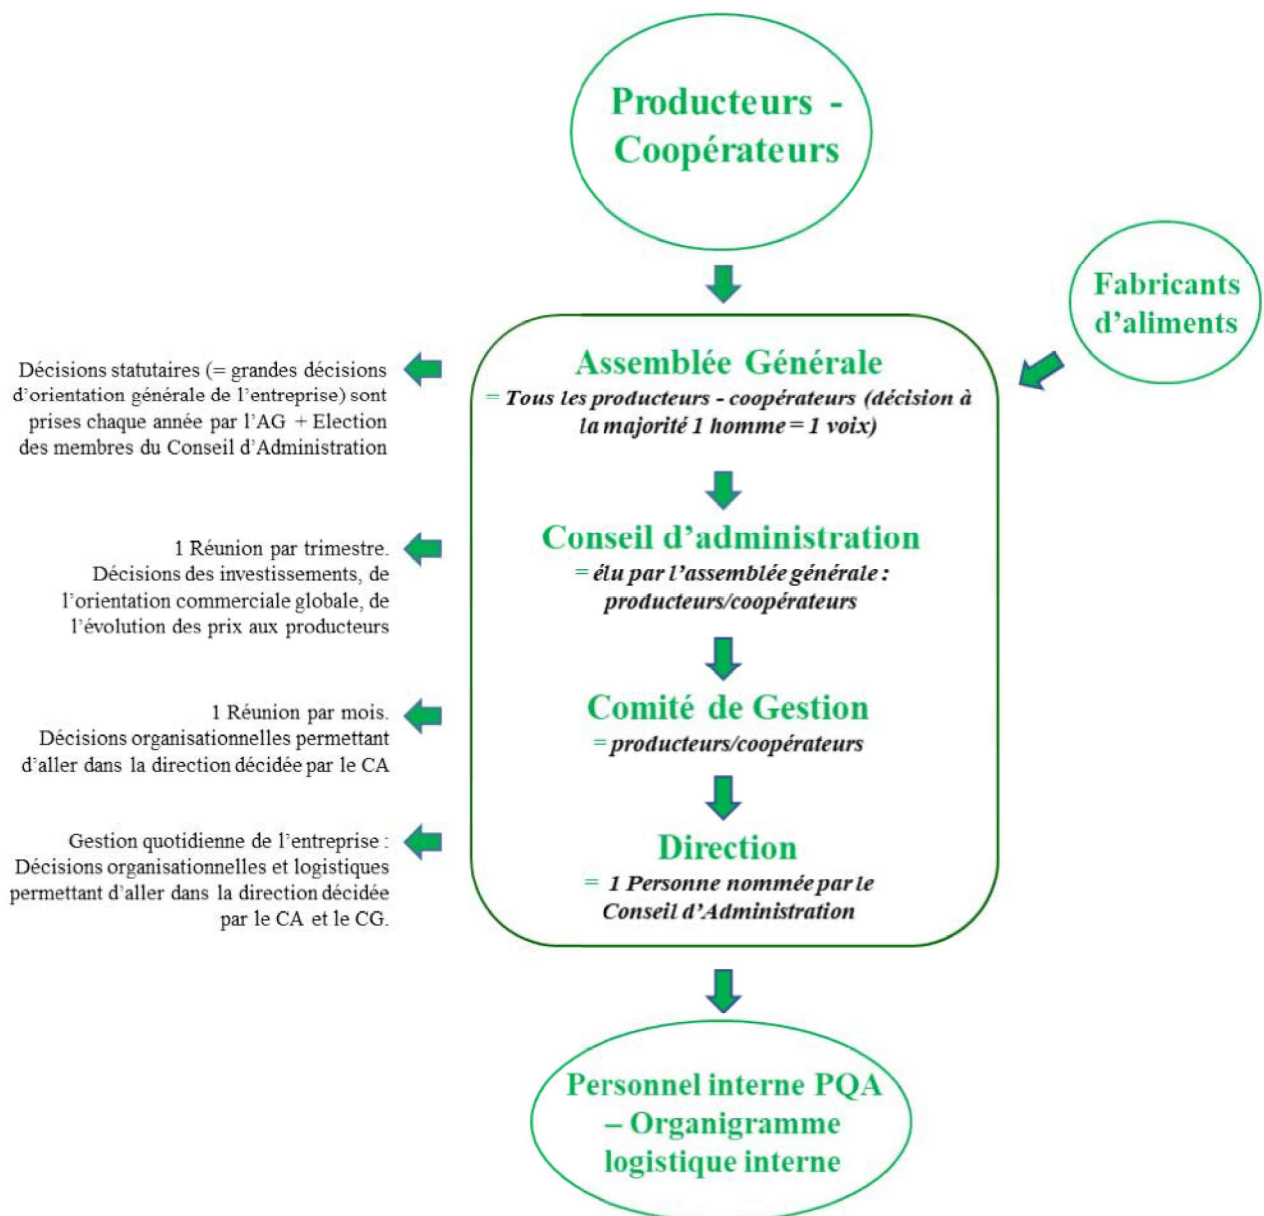 Producteurs -
Coopérateurs
Fabricants
d’aliments
Assemblée Générale
= Tous les producteurs - coopérateurs (décision à
la majorité 1 homme = 1 voix)
Décisions statutaires (= grandes décisions
d’orientation générale de l’entreprise) sont
prises chaque année par l’AG + Election
des membres du Conseil d’Administration
Conseil d’administration
= élu par l’assemblée générale :
producteurs/coopérateurs
1 Réunion par trimestre.
Décisions des investissements, de
l’orientation commerciale globale, de
l’évolution des prix aux producteurs
Comité de Gestion
= producteurs/coopérateurs
1 Réunion par mois.
Décisions organisationnelles permettant
d’aller dans la direction décidée par le CA
Direction
= 1 Personne nommée par le
Conseil d’Administration
Gestion quotidienne de l’entreprise :
Décisions organisationnelles et logistiques
permettant d’aller dans la direction décidée
par le CA et le CG.
Personnel interne PQA
– Organigramme
logistique interne